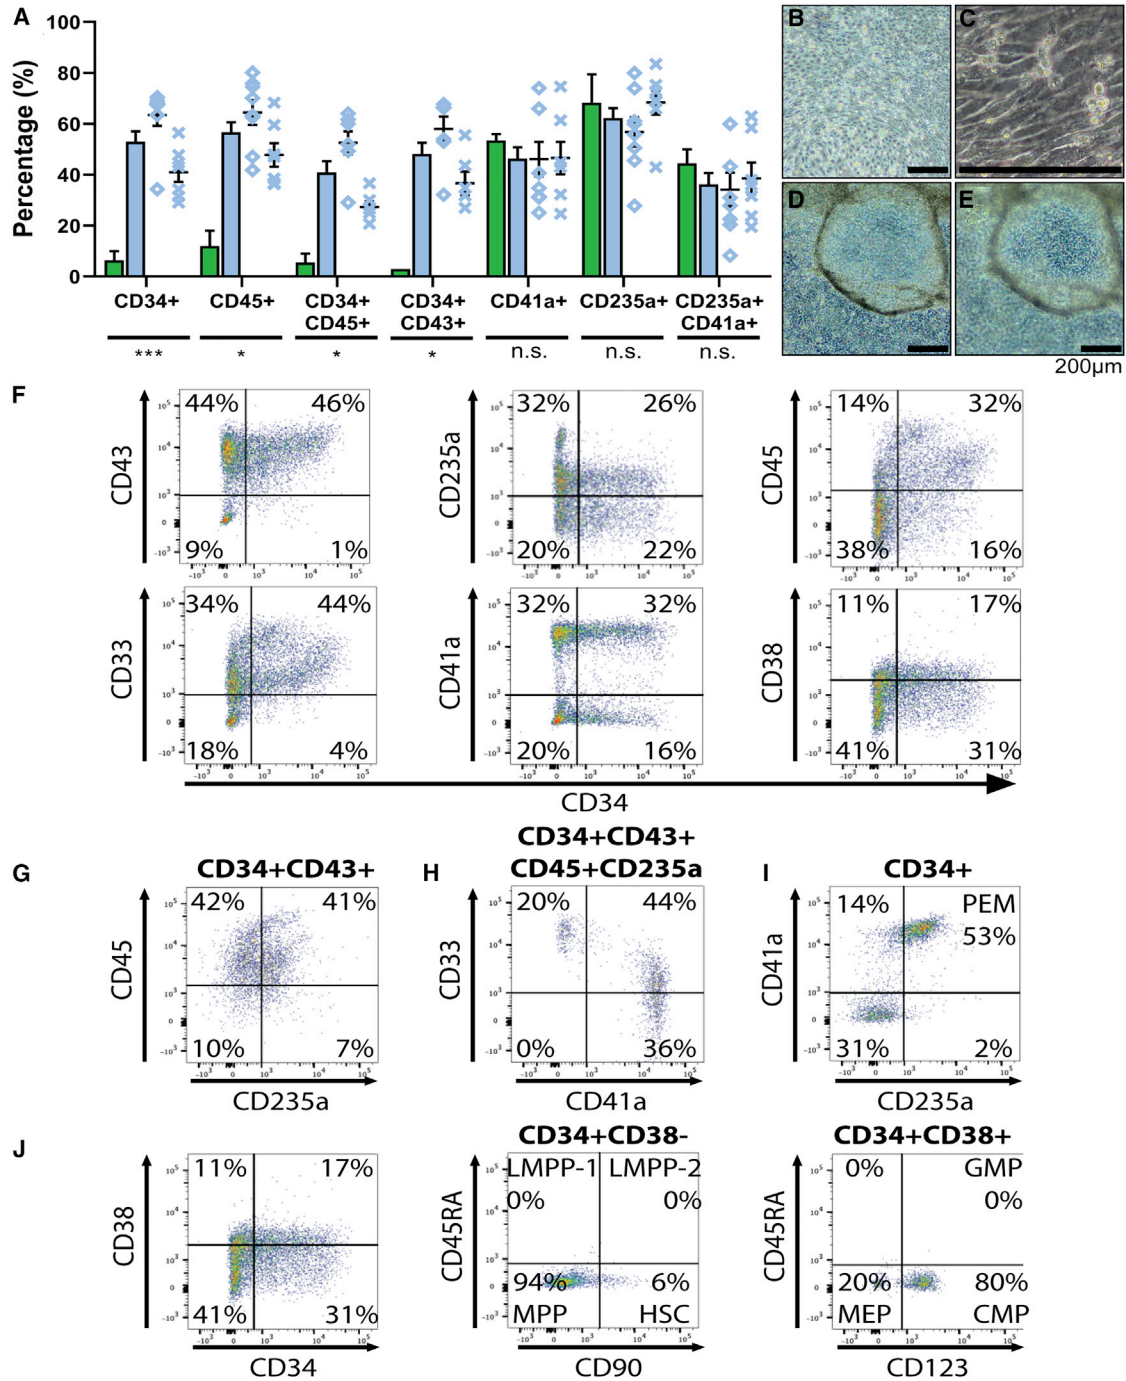 A
100
80
60
40
20
0
Percentage (%)
CD34+
CD45+
CD34+
CD45+
CD34+
CD43+
CD41a+
CD235a+
CD235a+
CD41a+
***
*
*
*
n.s.
n.s.
n.s.
B
C
D
E
200µm
F
CD43
44%
46%
9%
1%
CD235a
32%
26%
20%
22%
CD45
14%
32%
38%
16%
CD33
34%
44%
18%
4%
CD41a
32%
32%
20%
16%
CD38
11%
17%
41%
31%
CD34
G
CD34+CD43+
CD45
42%
41%
10%
7%
CD235a
H
CD34+CD43+
CD45+CD235a
CD33
20%
44%
0%
36%
CD41a
I
CD34+
CD41a
14%
PEM
53%
31%
2%
CD235a
J
CD38
11%
17%
41%
31%
CD34
CD34+CD38-
CD45RA
LMPP-1
LMPP-2
0%
0%
94%
6%
MPP
HSC
CD90
CD34+CD38+
CD45RA
0%
GMP
0%
20%
80%
MEP
CMP
CD123